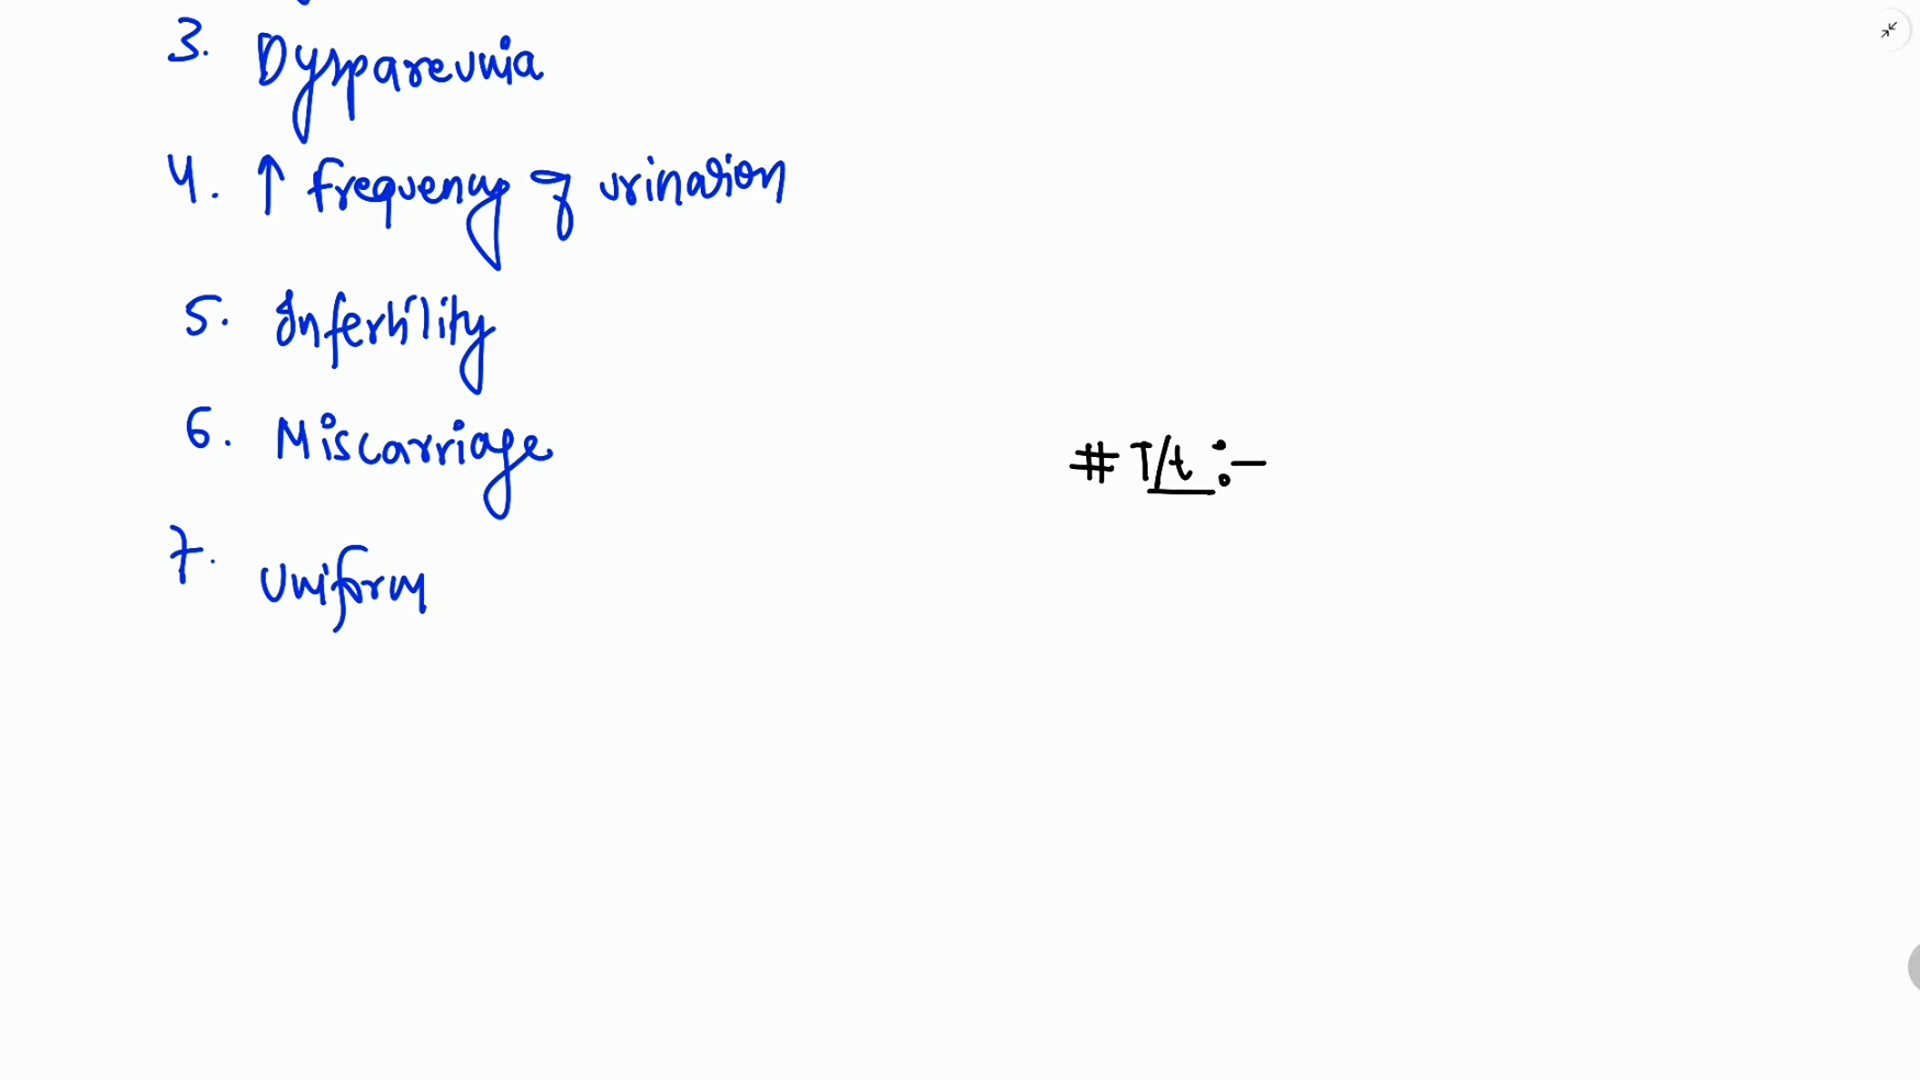 3. Dyspareunia
4. ↑ frequency of urination
5. Infertility
6. Miscarriage
7. Uniform
# T/t :-